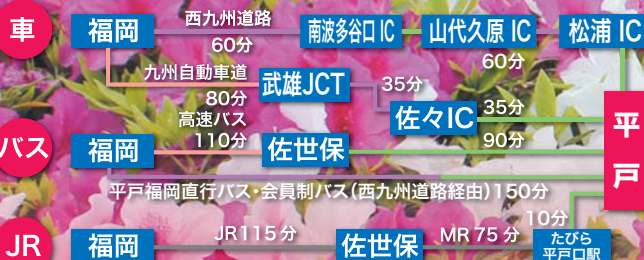 車
福岡
西九州道路
60分
南波多谷口 IC
山代久原 IC
松浦 IC
60分
九州自動車道
80分
武雄JCT
35分
佐々IC
35分
平戸
バス
福岡
高速バス
110分
佐世保
90分
平戸福岡直行バス・会員制バス(西九州道路経由)150分
10分
JR
福岡
JR115分
佐世保
MR75分
たびら
平戸口駅